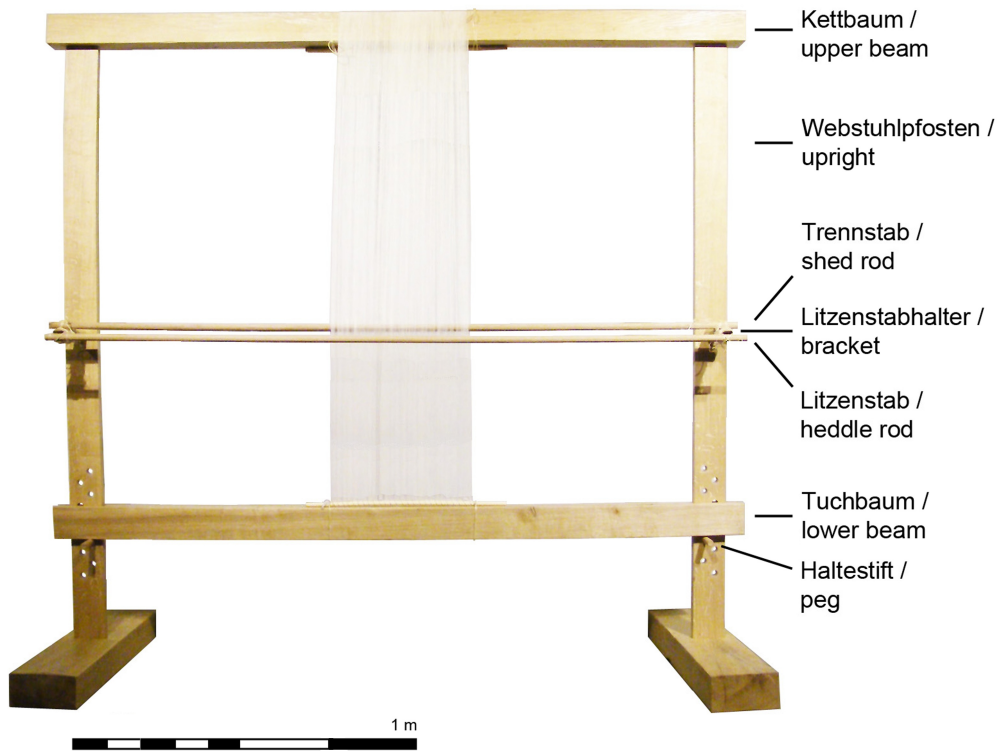 Kettbaum /
upper beam
Webstuhlpfosten /
upright
Trennstab /
shed rod
Litzenstabhalter /
bracket
Litzenstab /
heddle rod
Tuchbaum /
lower beam
Haltestift /
peg
1 m